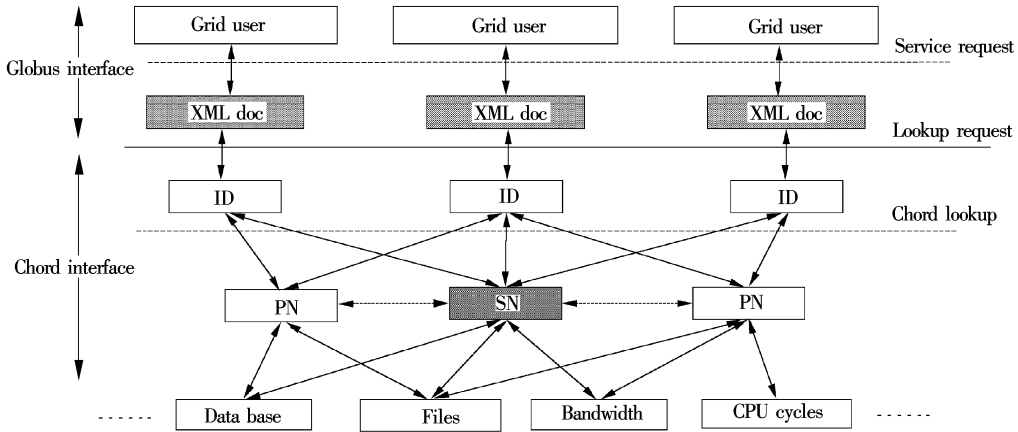 Grid user
Grid user
Grid user
Service request
Globus interface
XML doc
XML doc
XML doc
Lookup request
ID
ID
ID
Chord lookup
Chord interface
PN
SN
PN
Data base
Files
Bandwidth
CPU cycles